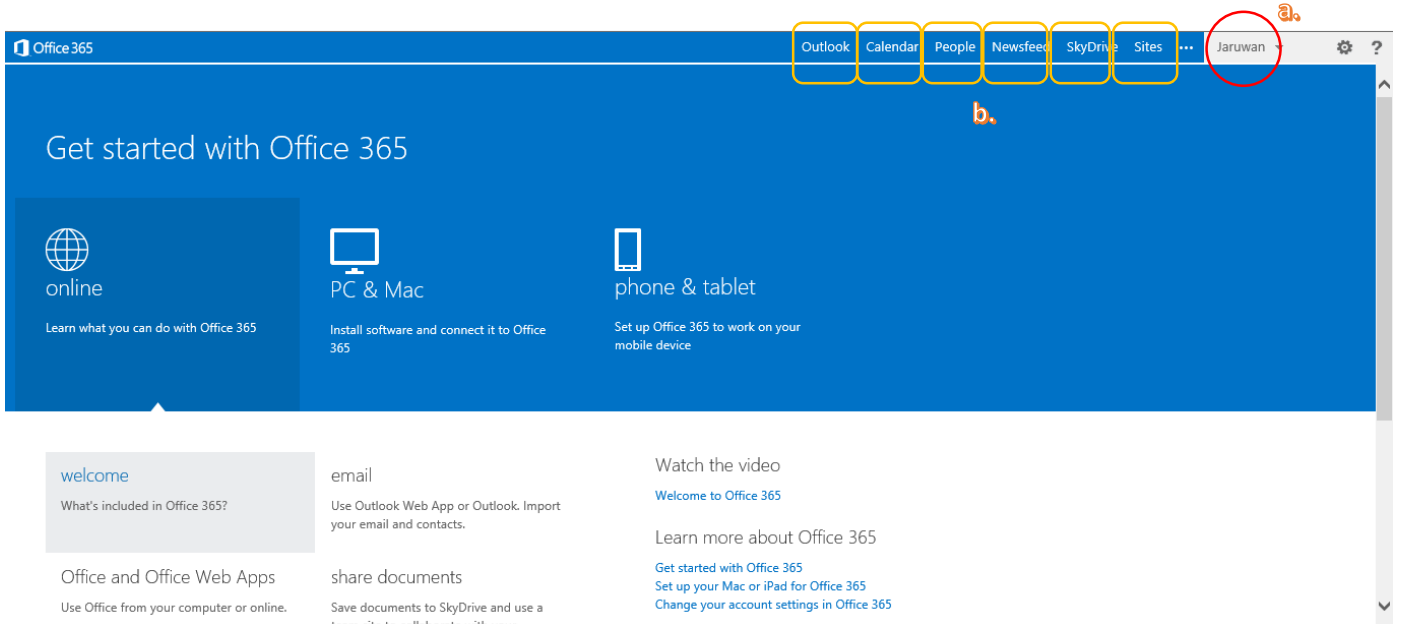 a.
Office 365
Outlook Calendar People Newsfeed SkyDrive Sites ... Jaruwan ?
b.
Get started with Office 365
online
Learn what you can do with Office 365
PC & Mac
Install software and connect it to Office
365
phone & tablet
Set up Office 365 to work on your
mobile device
welcome
What's included in Office 365?
email
Use Outlook Web App or Outlook. Import
your email and contacts.
Office and Office Web Apps
Use Office from your computer or online.
share documents
Save documents to SkyDrive and use a
Watch the video
Welcome to Office 365
Learn more about Office 365
Get started with Office 365
Set up your Mac or iPad for Office 365
Change your account settings in Office 365